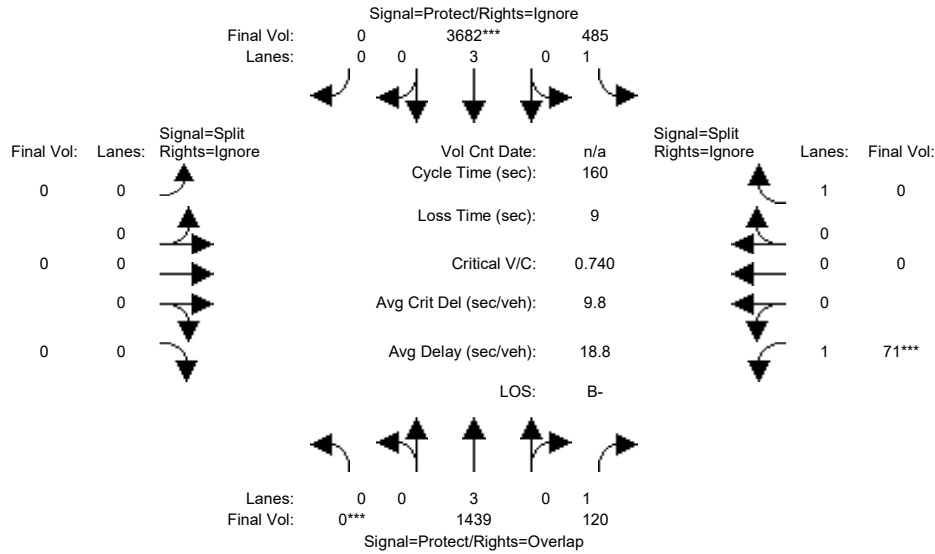 Signal=Protect/Rights=Ignore
Final Vol: 0 3682*** 485
Lanes: 0 0 3 0 1
Signal=Split
Final Vol: Lanes: Rights=Ignore
0 0
0
0 0
0
0 0
Vol Cnt Date: n/a
Cycle Time (sec): 160
Loss Time (sec): 9
Critical V/C: 0.740
Avg Crit Del (sec/veh): 9.8
Avg Delay (sec/veh): 18.8
LOS: B-
Signal=Split
Rights=Ignore Lanes: Final Vol:
1 0
0
0 0
0
1 71***
Lanes: 0 0 3 0 1
Final Vol: 0*** 1439 120
Signal=Protect/Rights=Overlap